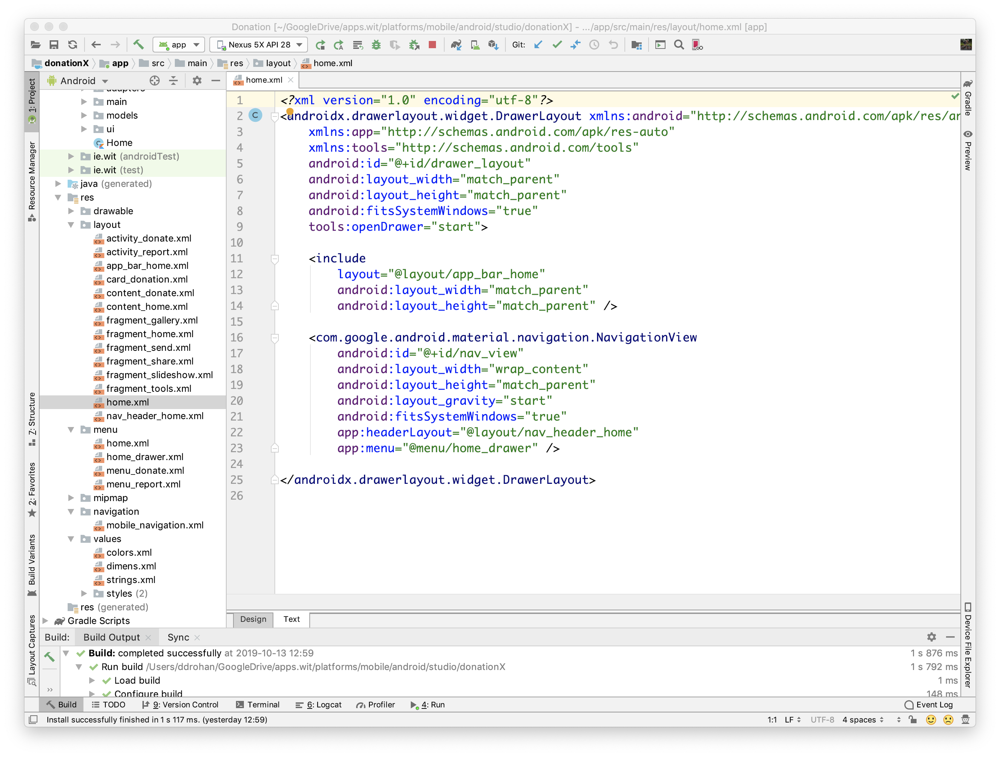 Donation [~/GoogleDrive/apps.wit/platforms/mobile/android/studio/donationX] - .../app/src/main/res/layout/home.xml [app]
app
Nexus 5X API 28
Git:
donationX
app
src
main
res
layout
home.xml
1: Project
Resource Manager
7: Structure
2: Favorites
Build Variants
Layout Captures
Android
adapters
main
models
ui
Home
ie.wit (androidTest)
ie.wit (test)
java (generated)
res
drawable
layout
activity_donate.xml
activity_report.xml
app_bar_home.xml
card_donation.xml
content_donate.xml
content_home.xml
fragment_gallery.xml
fragment_home.xml
fragment_send.xml
fragment_share.xml
fragment_slideshow.xml
fragment_tools.xml
home.xml
nav_header_home.xml
menu
home.xml
home_drawer.xml
menu_donate.xml
menu_report.xml
mipmap
navigation
mobile_navigation.xml
values
colors.xml
dimens.xml
strings.xml
styles (2)
res (generated)
Gradle Scripts
home.xml
1 <?xml version="1.0" encoding="utf-8"?>
2 C <androidx.drawerlayout.widget.DrawerLayout xmlns:android="http://schemas.android.com/apk/res/ar
3 xmlns:app="http://schemas.android.com/apk/res-auto"
4 xmlns:tools="http://schemas.android.com/tools"
5 android:id="@+id/drawer_layout"
6 android:layout_width="match_parent"
7 android:layout_height="match_parent"
8 android:fitsSystemWindows="true"
9 tools:openDrawer="start">
10
11 <include
12 layout="@layout/app_bar_home"
13 android:layout_width="match_parent"
14 android:layout_height="match_parent" />
15
16 <com.google.android.material.navigation.NavigationView
17 android:id="@+id/nav_view"
18 android:layout_width="wrap_content"
19 android:layout_height="match_parent"
20 android:layout_gravity="start"
21 android:fitsSystemWindows="true"
22 app:headerLayout="@layout/nav_header_home"
23 app:menu="@menu/home_drawer" />
24
25 </androidx.drawerlayout.widget.DrawerLayout>
26
Design
Text
Gradle
Preview
Device File Explorer
Build:
Build Output
Sync
Build: completed successfully at 2019-10-13 12:59
1 s 876 ms
Run build /Users/ddrohan/GoogleDrive/apps.wit/platforms/mobile/android/studio/donationX
1 s 792 ms
Load build
1 ms
Configure build
148 ms
Build
TODO
9: Version Control
Terminal
6: Logcat
Profiler
4: Run
Event Log
Install successfully finished in 1 s 117 ms. (yesterday 12:59)
1:1
LF
UTF-8
4 spaces